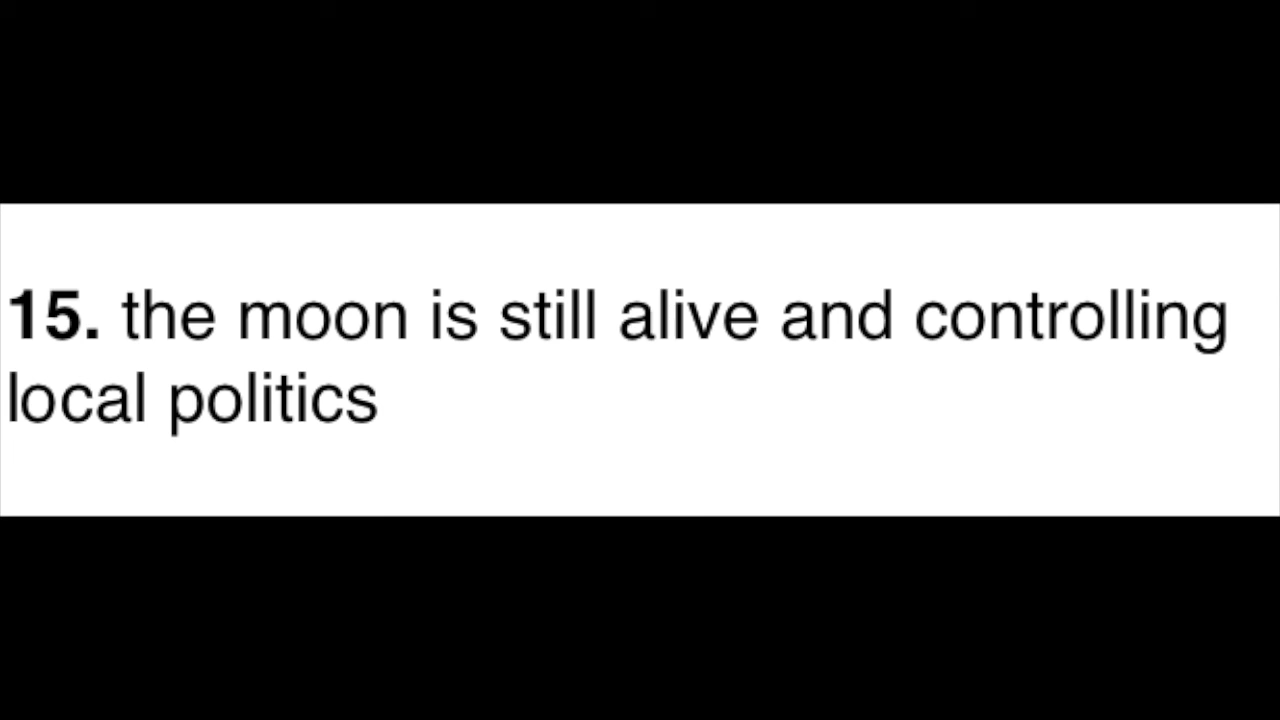 15. the moon is still alive and controlling
local politics